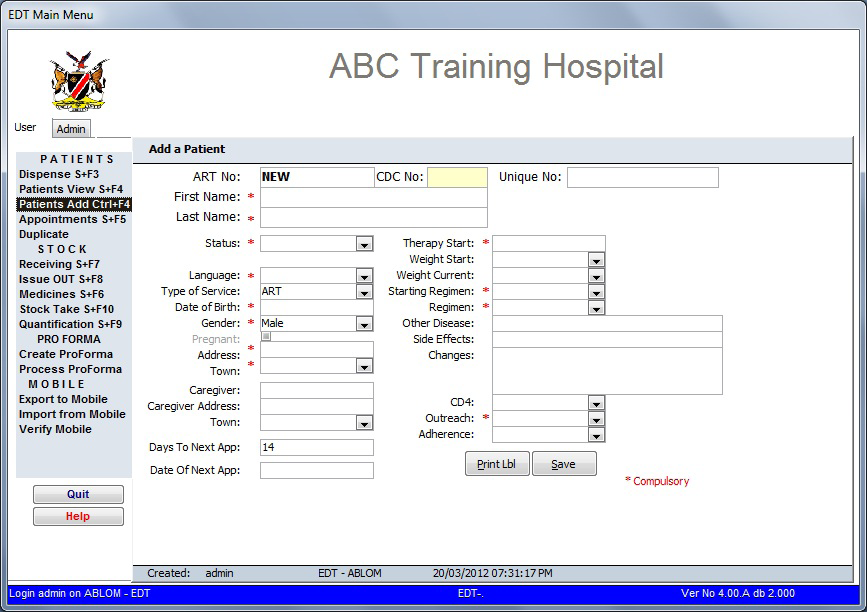 EDT Main Menu
ABC Training Hospital
User
Admin
PATIENTS
Dispense S+F3
Patients View S+F4
Patients Add Ctrl+F4
Appointments S+F5
Duplicate
STOCK
Receiving S+F7
Issue OUT S+F8
Medicines S+F6
Stock Take S+F10
Quantification S+F9
PRO FORMA
Create ProForma
Process ProForma
MOBILE
Export to Mobile
Import from Mobile
Verify Mobile
Quit
Help
Add a Patient
ART No: NEW CDC No: Unique No:
First Name: *
Last Name: *
Status: *
Language: *
Type of Service: * ART
Date of Birth: *
Gender: * Male
Pregnant:
Address: *
Town: *
Caregiver:
Caregiver Address:
Town:
Days To Next App: 14
Date Of Next App:
Therapy Start: *
Weight Start:
Weight Current:
Starting Regimen: *
Regimen: *
Other Disease:
Side Effects:
Changes:
CD4:
Outreach: *
Adherence:
Print Lbl Save
* Compulsory
Created: admin EDT - ABLOM 20/03/2012 07:31:17 PM
Login admin on ABLOM - EDT EDT-. Ver No 4.00.A db 2.000